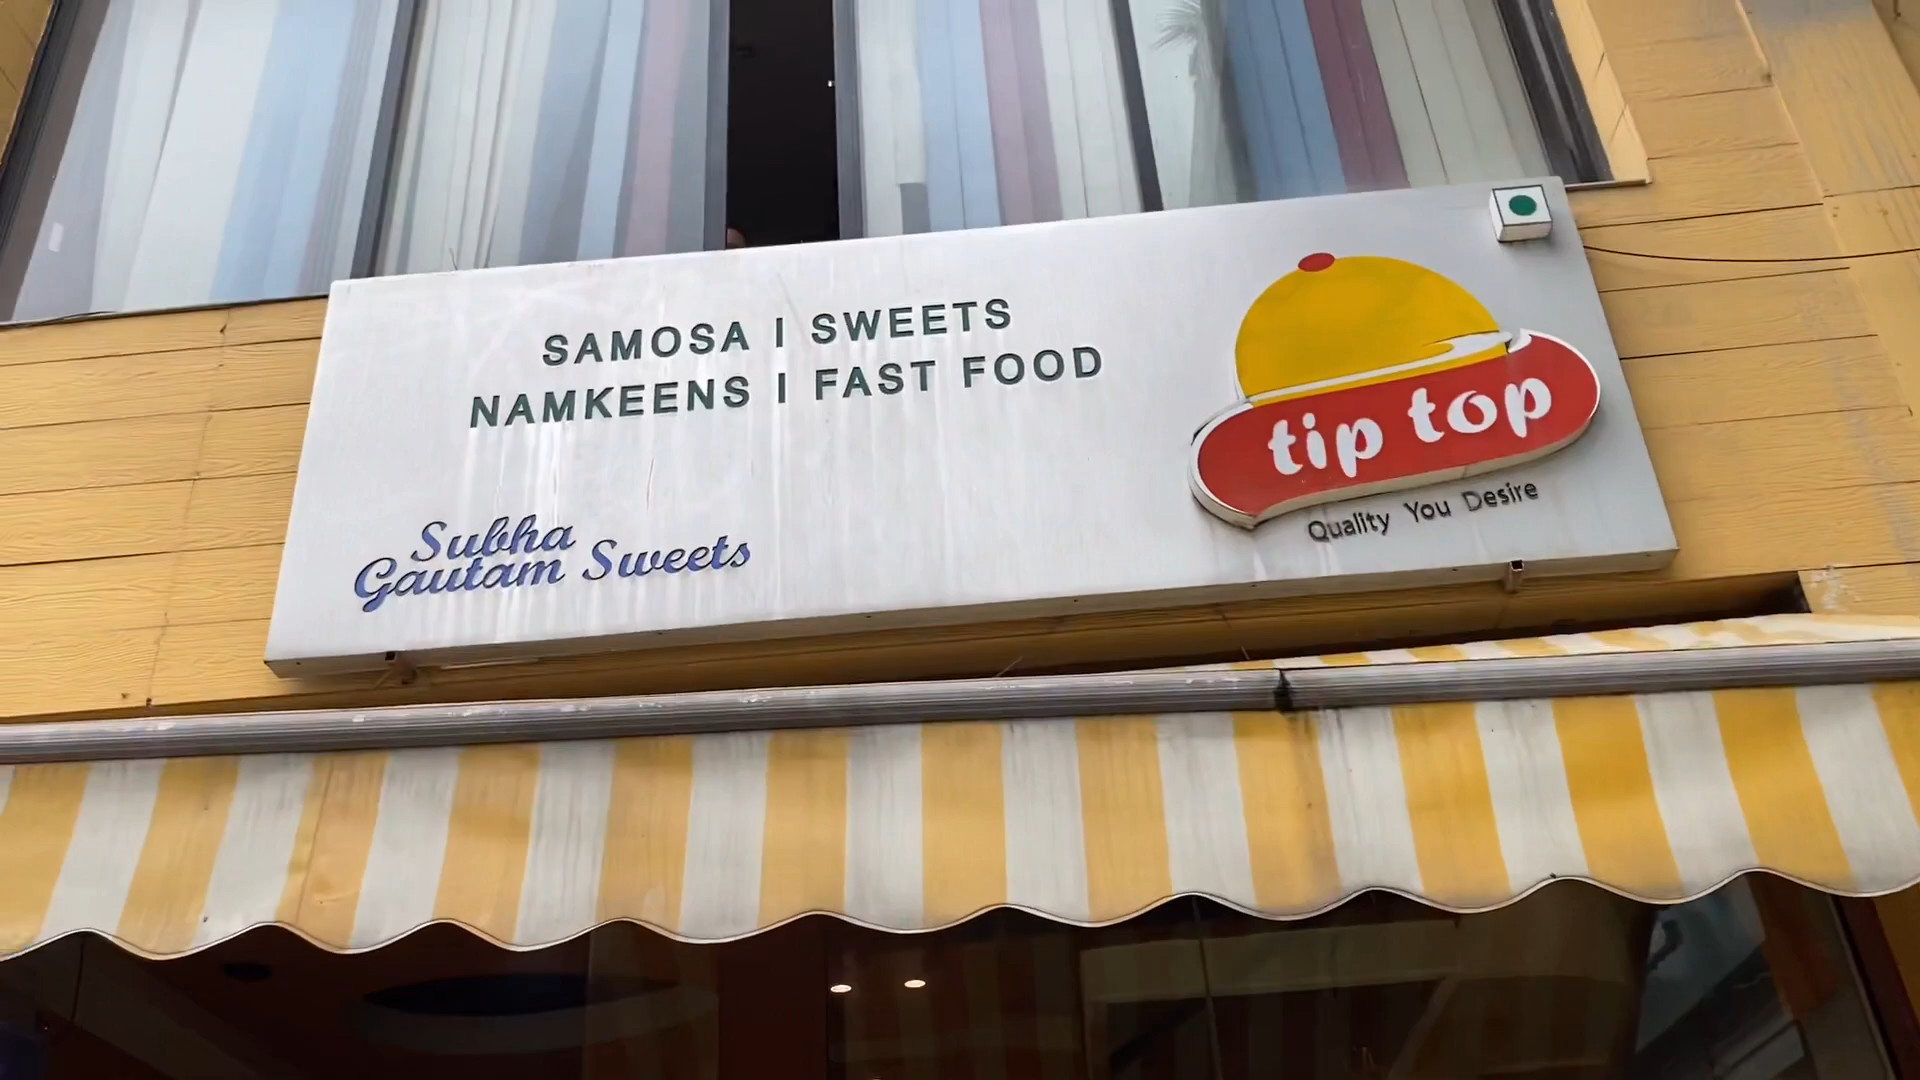 SAMOSA I SWEETS
NAMKEENS I FAST FOOD
Subha
Gautam Sweets
tip top
Quality You Desire